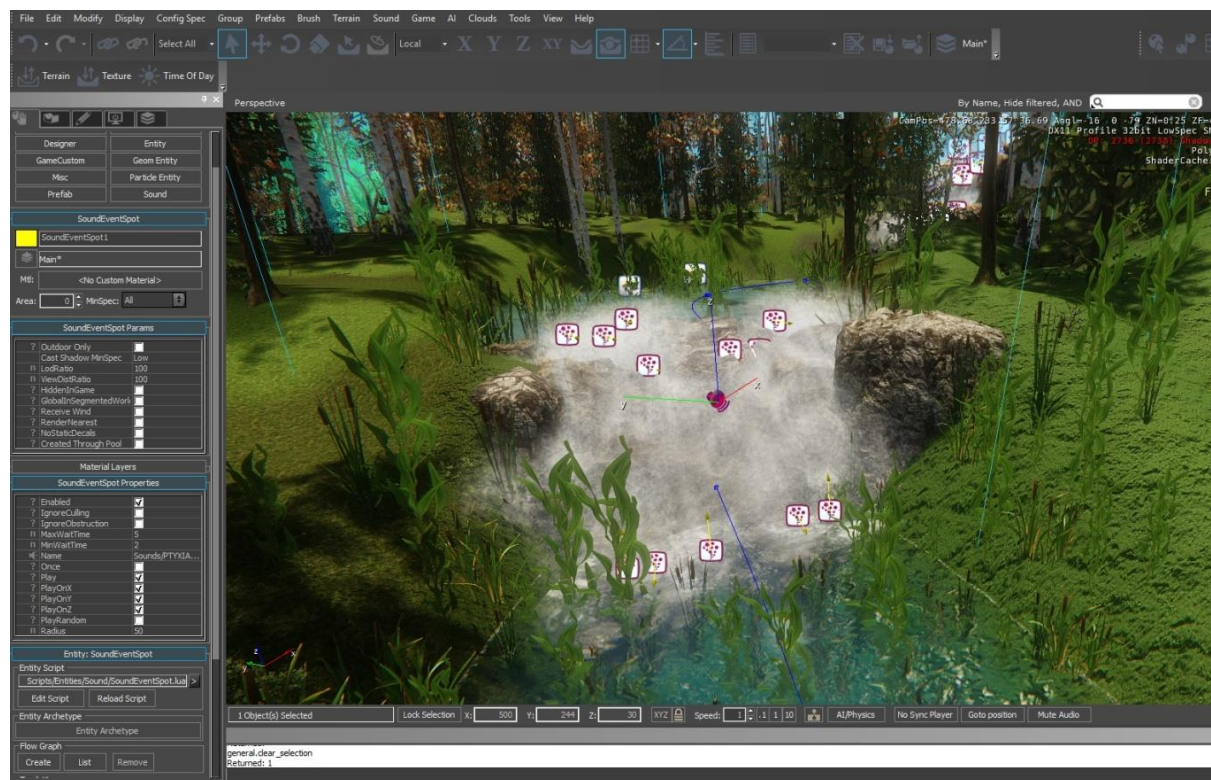 File Edit Modify Display Config Spec Group Prefabs Brush Terrain Sound Game AI Clouds Tools View Help
Select All Local X Y Z XY Main*
Terrain Texture Time Of Day
Perspective By Name, Hide filtered, AND
DX11 Profile 32bit LowSpec
ShaderCache:
Designer Entity
GameCustom Geom Entity
Misc Particle Entity
Prefab Sound
SoundEventSpot
SoundEventSpot1
Main*
Mtl: <No Custom Material>
Area: 0 MinSpec: All
SoundEventSpot Params
? Outdoor Only
Cast Shadow MinSpec Low
n LodRatio 100
n ViewDistRatio 100
? HiddenInGame
? GlobalInSegmentedWorl
? Receive Wind
? RenderNearest
? NoStaticDecals
? Created Through Pool
Material Layers
SoundEventSpot Properties
? Enabled
? IgnoreCulling
? IgnoreObstruction
n MaxWaitTime 5
n MinWaitTime 2
Name Sounds/PTYXIA...
? Once
? Play
? PlayOnX
? PlayOnY
? PlayOnZ
? PlayRandom
n Radius 50
Entity: SoundEventSpot
Entity Script
Scripts/Entities/Sound/SoundEventSpot.lua >
Edit Script Reload Script
Entity Archetype
Entity Archetype
Flow Graph
Create List Remove
z x y
z x y
1 Object(s) Selected Lock Selection X: 500 Y: 244 Z: 30 XYZ Speed: 1 .1 1 10 AI/Physics No Sync Player Goto position Mute Audio
general.clear_selection
Returned: 1